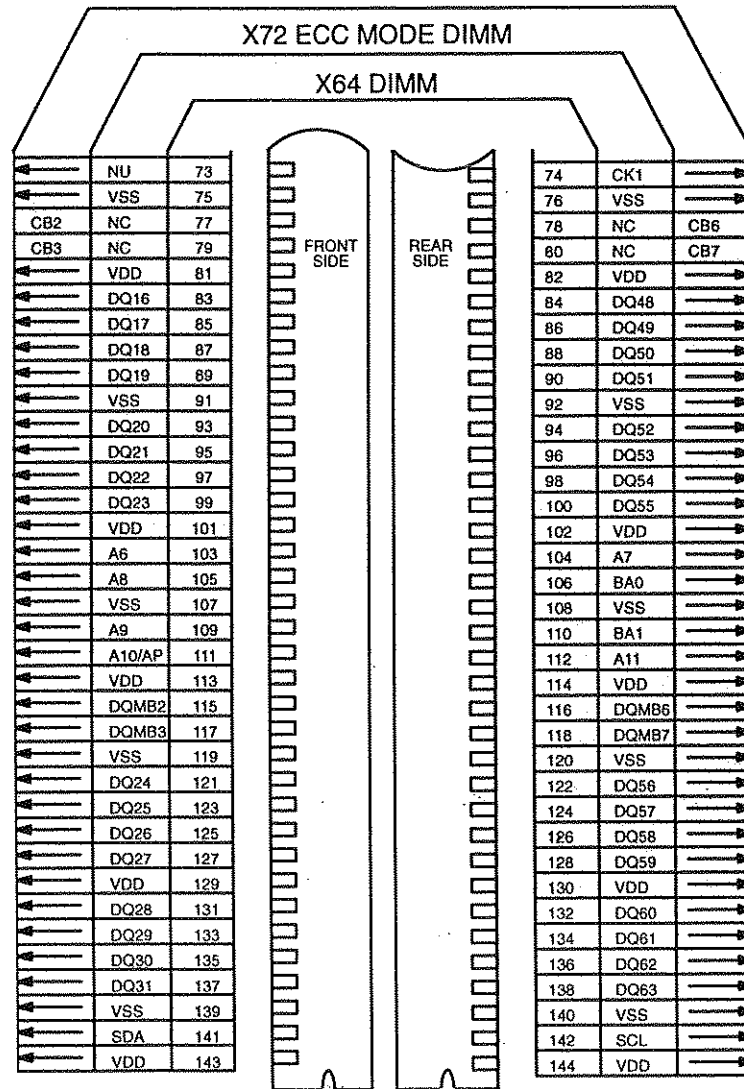 X72 ECC MODE DIMM
X64 DIMM
FRONT SIDE
REAR SIDE
NU 73 74 CK1
VSS 75 76 VSS
CB2 NC 77 78 NC CB6
CB3 NC 79 80 NC CB7
VDD 81 82 VDD
DQ16 83 84 DQ48
DQ17 85 86 DQ49
DQ18 87 88 DQ50
DQ19 89 90 DQ51
VSS 91 92 VSS
DQ20 93 94 DQ52
DQ21 95 96 DQ53
DQ22 97 98 DQ54
DQ23 99 100 DQ55
VDD 101 102 VDD
A6 103 104 A7
A8 105 106 BA0
VSS 107 108 VSS
A9 109 110 BA1
A10/AP 111 112 A11
VDD 113 114 VDD
DQMB2 115 116 DQMB6
DQMB3 117 118 DQMB7
VSS 119 120 VSS
DQ24 121 122 DQ56
DQ25 123 124 DQ57
DQ26 125 126 DQ58
DQ27 127 128 DQ59
VDD 129 130 VDD
DQ28 131 132 DQ60
DQ29 133 134 DQ61
DQ30 135 136 DQ62
DQ31 137 138 DQ63
VSS 139 140 VSS
SDA 141 142 SCL
VDD 143 144 VDD